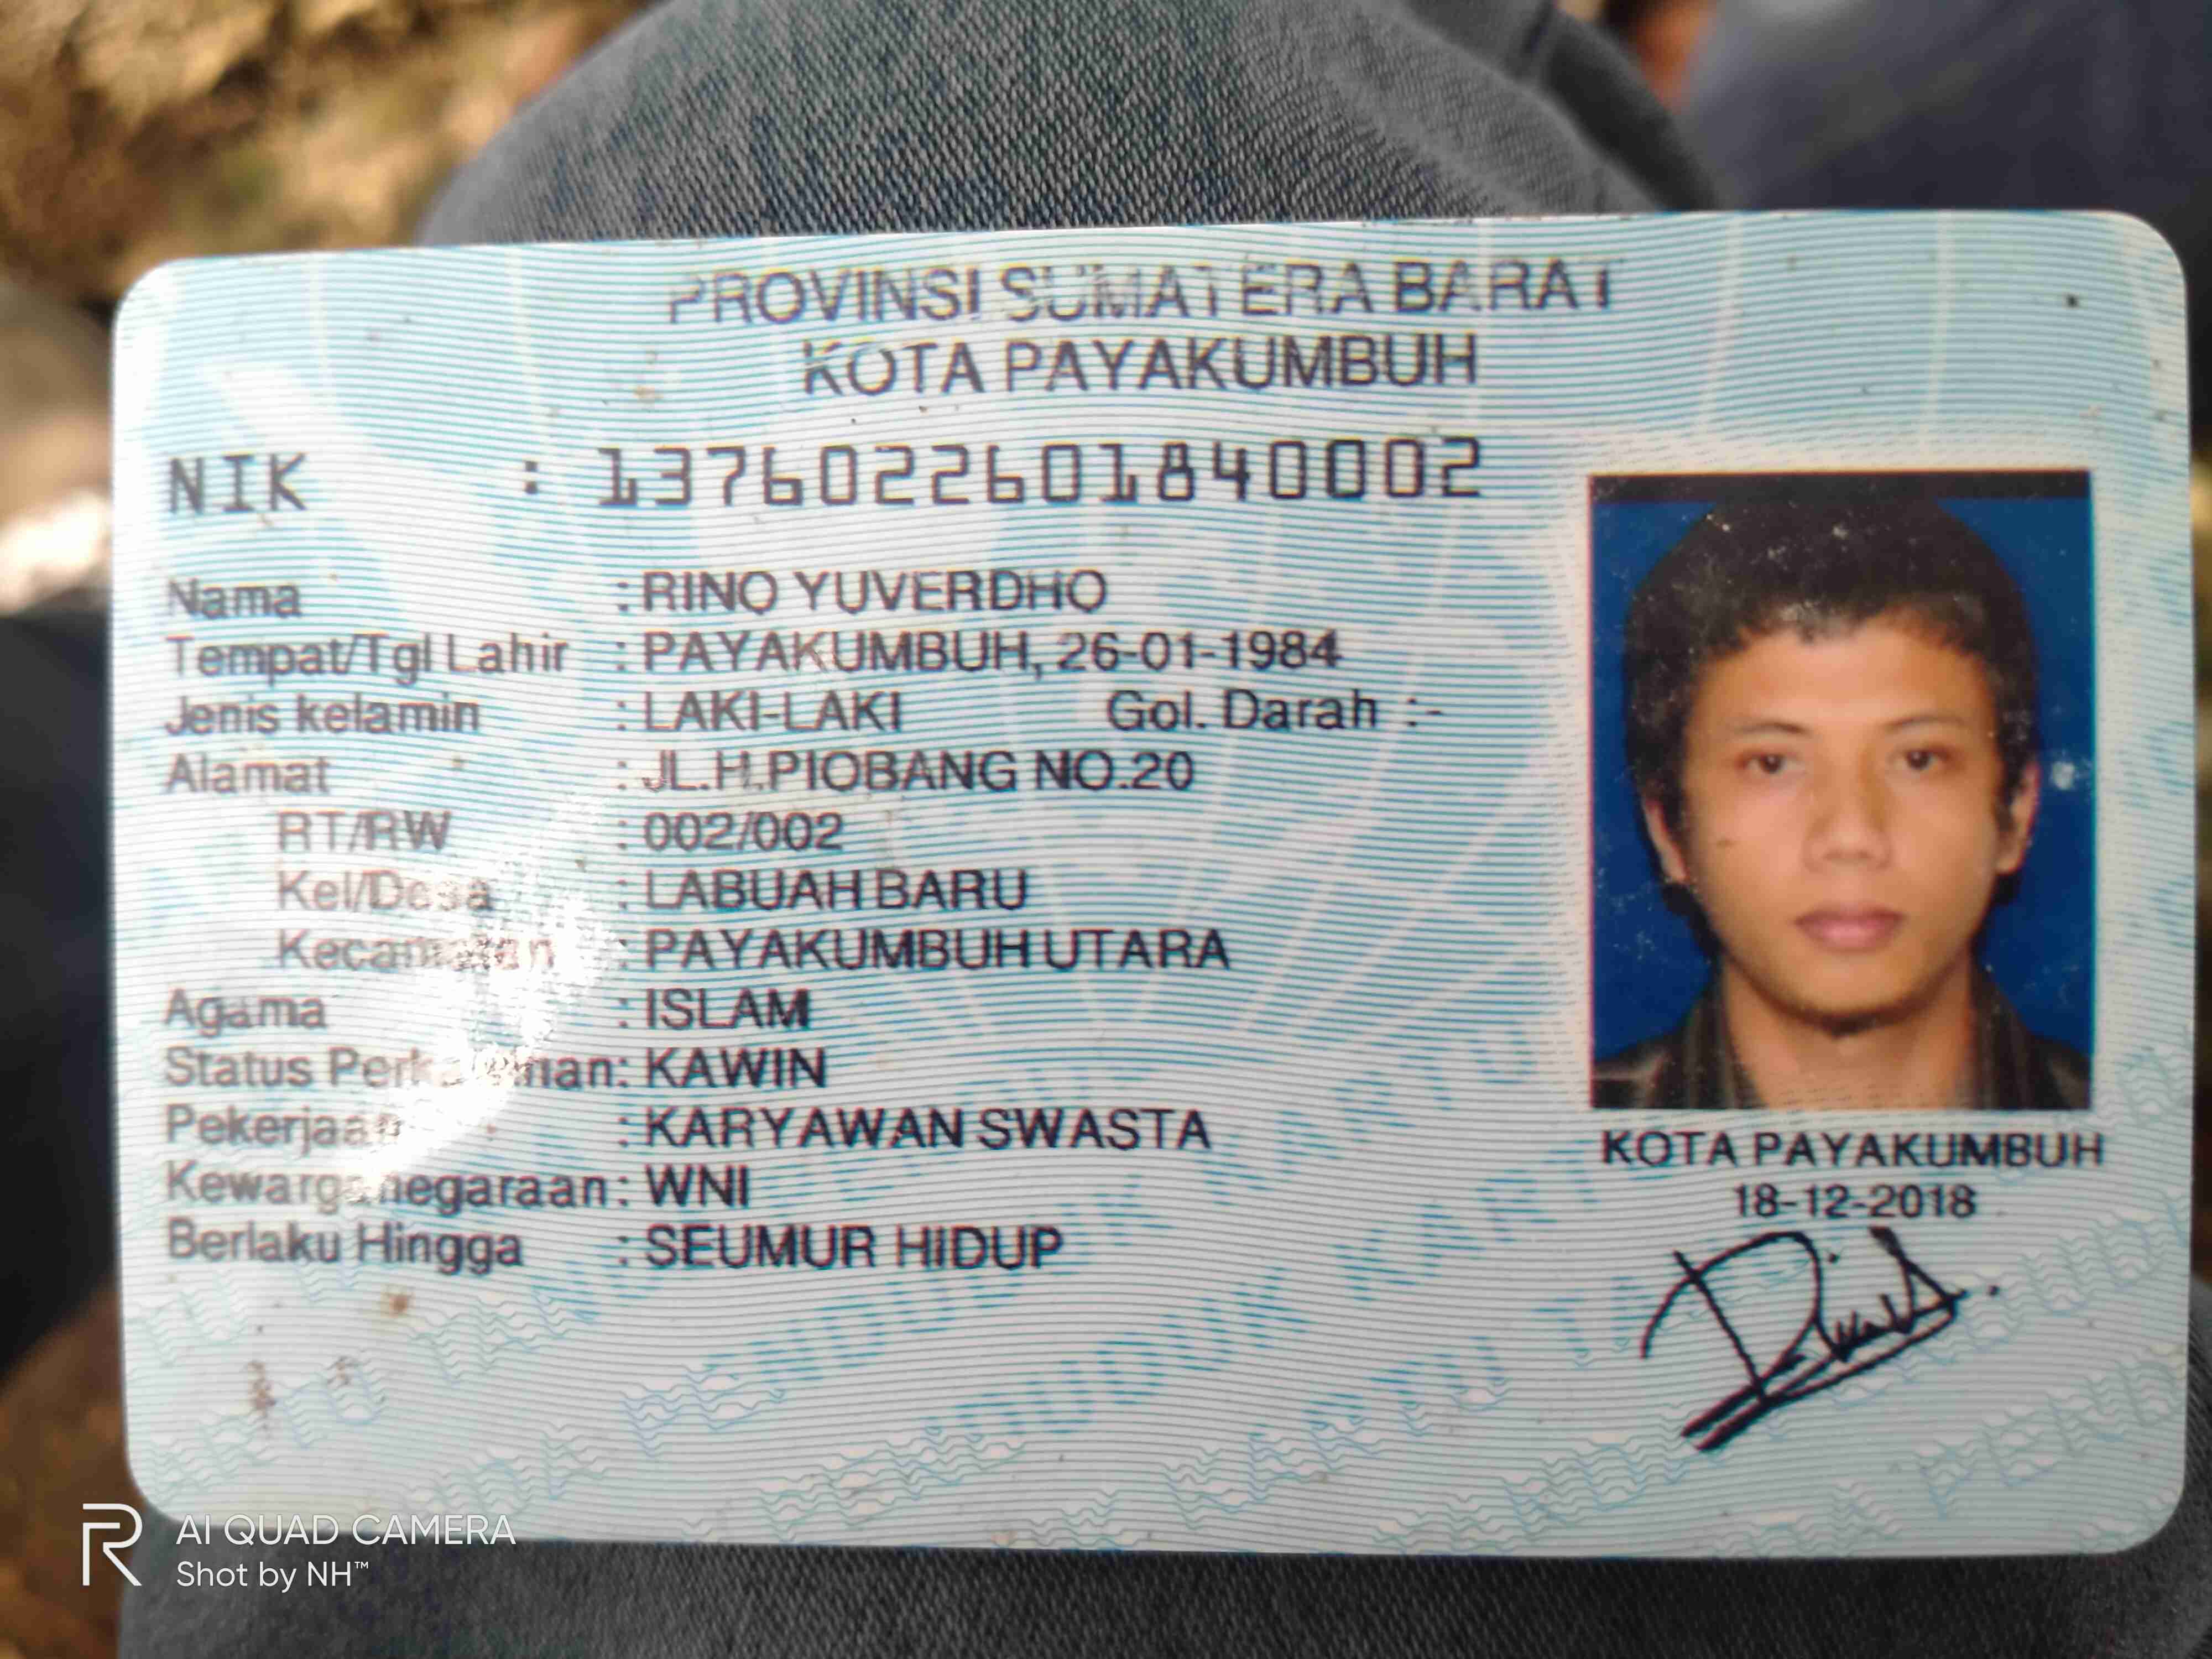 PROVINSI SUMATERA BARAT
KOTA PAYAKUMBUH
NIK : 1376022601840002
Nama : RINO YUVERDHO
Tempat/Tgl Lahir : PAYAKUMBUH, 26-01-1984
Jenis kelamin : LAKI-LAKI Gol. Darah :-
Alamat : JL.H.PIOBANG NO.20
RT/RW : 002/002
Kel/Desa : LABUAH BARU
Kecamatan : PAYAKUMBUH UTARA
Agama : ISLAM
Status Perkawinan: KAWIN
Pekerjaan : KARYAWAN SWASTA
Kewarganegaraan: WNI
Berlaku Hingga : SEUMUR HIDUP
KOTA PAYAKUMBUH
18-12-2018
R AI QUAD CAMERA
Shot by NH™